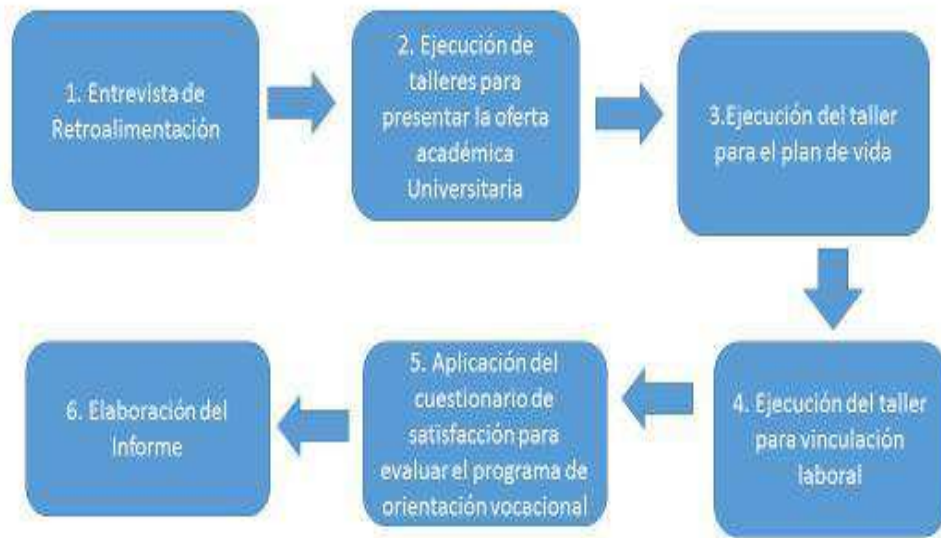 1. Entrevista de
Retroalimentación
2. Ejecución de
talleres para
presentar la oferta
académica
Universitaria
3.Ejecución del taller
para el plan de vida
4. Ejecución del taller
para vinculación
laboral
5. Aplicación del
cuestionario de
satisfacción para
evaluar el programa de
orientación vocacional
6. Elaboración del
Informe